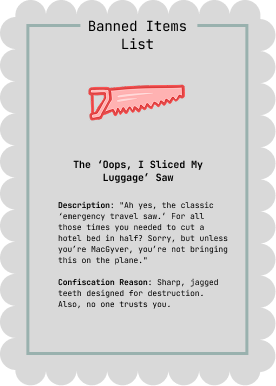 Banned Items
List
The ‘Oops, I Sliced My
Luggage’ Saw
Description: "Ah yes, the classic
‘emergency travel saw.’ For all
those times you needed to cut a
hotel bed in half? Sorry, but unless
you’re MacGyver, you’re not bringing
this on the plane."
Confiscation Reason: Sharp, jagged
teeth designed for destruction.
Also, no one trusts you.